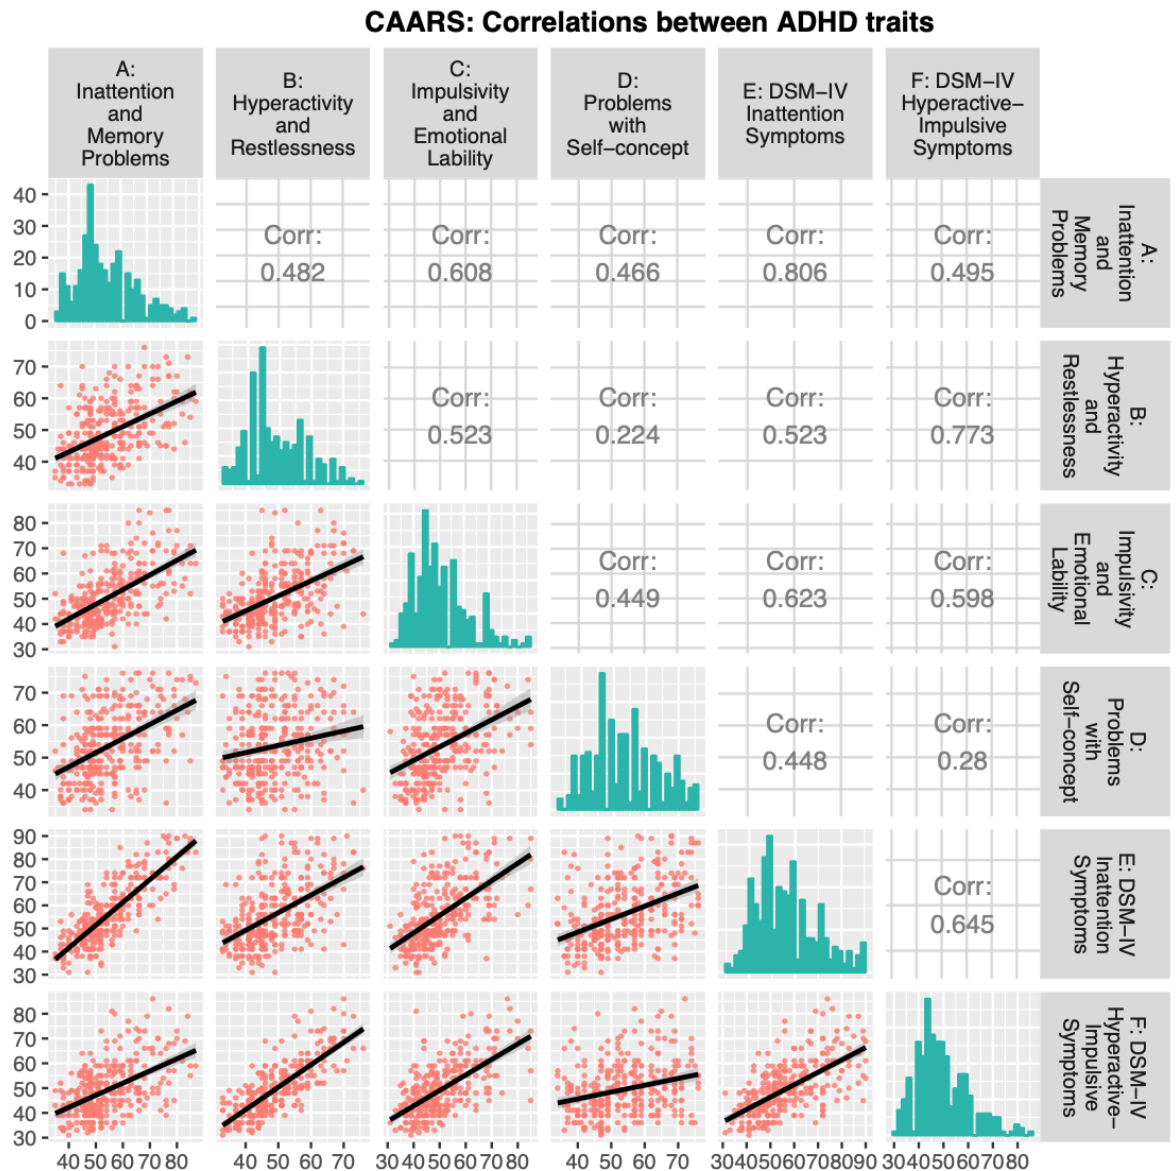 CAARS: Correlations between ADHD traits
A:
Inattention
and
Memory
Problems
B:
Hyperactivity
and
Restlessness
C:
Impulsivity
and
Emotional
Lability
D:
Problems
with
Self−concept
E: DSM−IV
Inattention
Symptoms
F: DSM−IV
Hyperactive−
Impulsive
Symptoms
40
30
20
10
0
Corr:
0.482
Corr:
0.608
Corr:
0.466
Corr:
0.806
Corr:
0.495
A:
Inattention
and
Memory
Problems
70
60
50
40
Corr:
0.523
Corr:
0.224
Corr:
0.523
Corr:
0.773
B:
Hyperactivity
and
Restlessness
80
70
60
50
40
30
Corr:
0.449
Corr:
0.623
Corr:
0.598
C:
Impulsivity
and
Emotional
Lability
70
60
50
40
Corr:
0.448
Corr:
0.28
D:
Problems
with
Self−concept
90
80
70
60
50
40
30
Corr:
0.645
E: DSM−IV
Inattention
Symptoms
80
70
60
50
40
30
F: DSM−IV
Hyperactive−
Impulsive
Symptoms
40 50 60 70 80
40 50 60 70
30 40 50 60 70 80
40 50 60 70
30 40 50 60 70 80 90
30 40 50 60 70 80 90